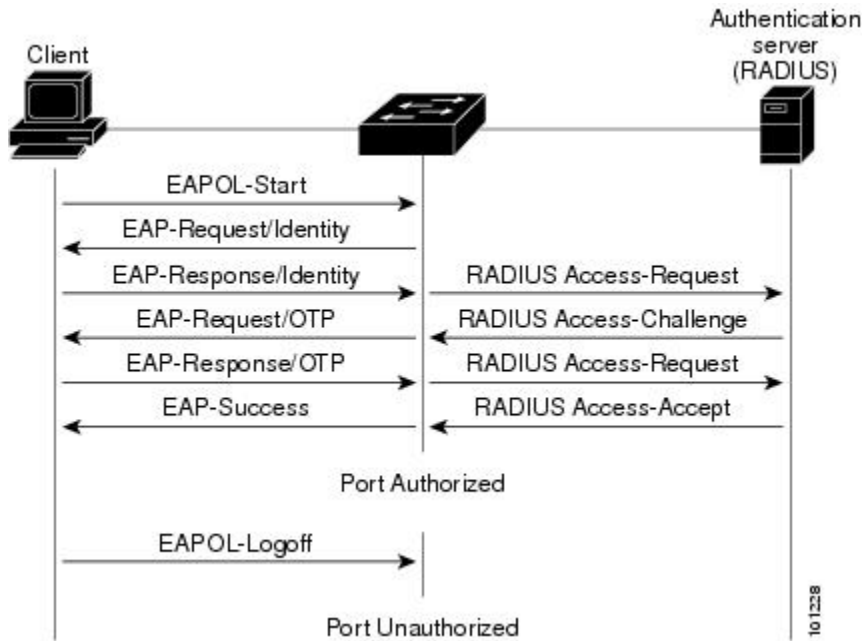 Authentication
server
(RADIUS)
Client
EAPOL-Start
EAP-Request/Identity
EAP-Response/Identity
RADIUS Access-Request
EAP-Request/OTP
RADIUS Access-Challenge
EAP-Response/OTP
RADIUS Access-Request
EAP-Success
RADIUS Access-Accept
Port Authorized
EAPOL-Logoff
Port Unauthorized
101228